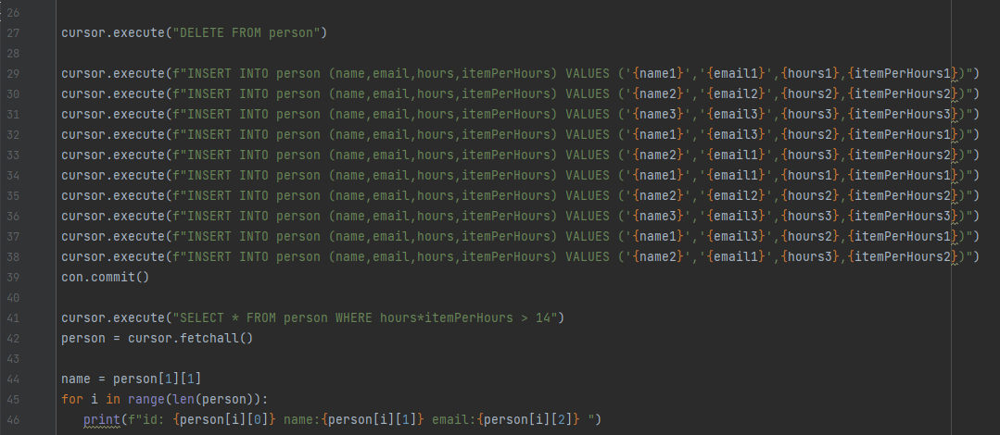 26
27 cursor.execute("DELETE FROM person")
28
29 cursor.execute(f"INSERT INTO person (name,email,hours,itemPerHours) VALUES ('{name1}','{email1}',{hours1},{itemPerHours1})")
30 cursor.execute(f"INSERT INTO person (name,email,hours,itemPerHours) VALUES ('{name2}','{email2}',{hours2},{itemPerHours2})")
31 cursor.execute(f"INSERT INTO person (name,email,hours,itemPerHours) VALUES ('{name3}','{email3}',{hours3},{itemPerHours3})")
32 cursor.execute(f"INSERT INTO person (name,email,hours,itemPerHours) VALUES ('{name1}','{email3}',{hours2},{itemPerHours1})")
33 cursor.execute(f"INSERT INTO person (name,email,hours,itemPerHours) VALUES ('{name2}','{email1}',{hours3},{itemPerHours2})")
34 cursor.execute(f"INSERT INTO person (name,email,hours,itemPerHours) VALUES ('{name1}','{email1}',{hours1},{itemPerHours1})")
35 cursor.execute(f"INSERT INTO person (name,email,hours,itemPerHours) VALUES ('{name2}','{email2}',{hours2},{itemPerHours2})")
36 cursor.execute(f"INSERT INTO person (name,email,hours,itemPerHours) VALUES ('{name3}','{email3}',{hours3},{itemPerHours3})")
37 cursor.execute(f"INSERT INTO person (name,email,hours,itemPerHours) VALUES ('{name1}','{email3}',{hours2},{itemPerHours1})")
38 cursor.execute(f"INSERT INTO person (name,email,hours,itemPerHours) VALUES ('{name2}','{email1}',{hours3},{itemPerHours2})")
39 con.commit()
40
41 cursor.execute("SELECT * FROM person WHERE hours*itemPerHours > 14")
42 person = cursor.fetchall()
43
44 name = person[1][1]
45 for i in range(len(person)):
46 print(f"id: {person[i][0]} name:{person[i][1]} email:{person[i][2]} ")